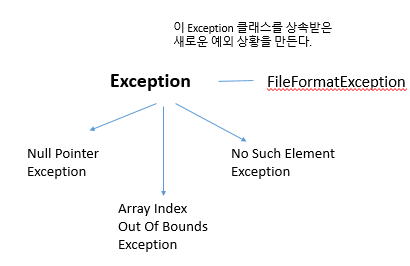 이 Exception 클래스를 상속받은
새로운 예외 상황을 만든다.
Exception
FileFormatException
Null Pointer
Exception
No Such Element
Exception
Array Index
Out Of Bounds
Exception